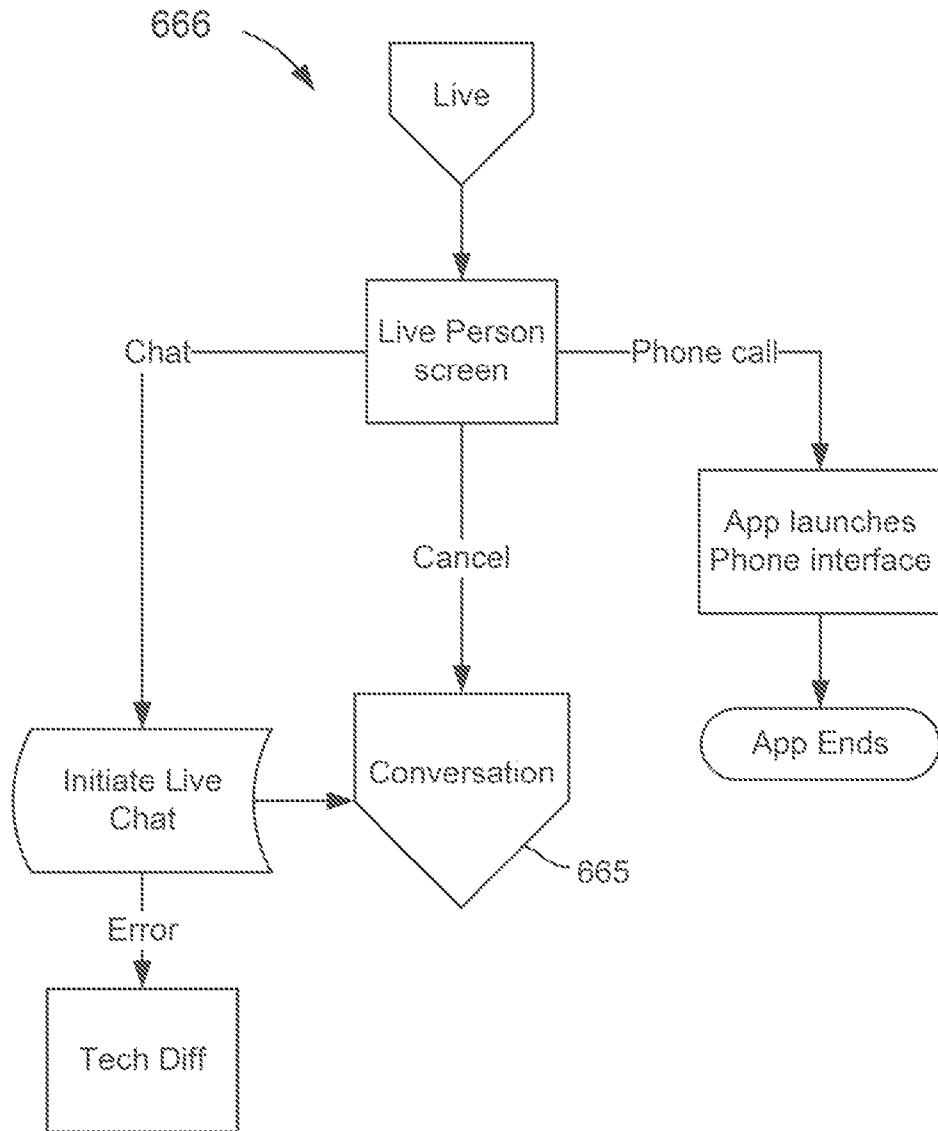 666
Live
Live Person
screen
Chat
Phone call
App launches
Phone interface
Cancel
App Ends
Initiate Live
Chat
Conversation
665
Error
Tech Diff